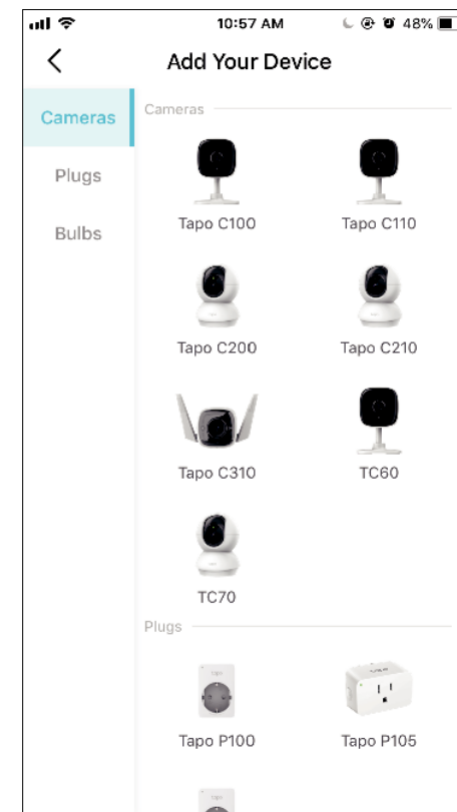 10:57 AM
48%
Add Your Device
Cameras
Plugs
Bulbs
Cameras
Tapo C100
Tapo C110
Tapo C200
Tapo C210
Tapo C310
TC60
TC70
Plugs
Tapo P100
Tapo P105